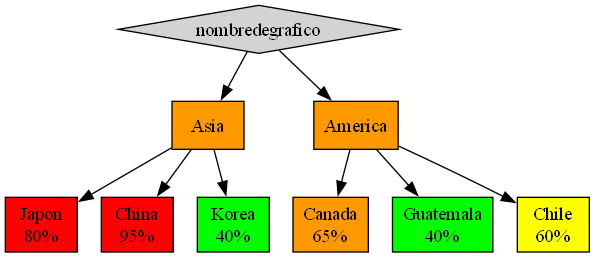 nombredegrafico
Asia
America
Japon
80%
China
95%
Korea
40%
Canada
65%
Guatemala
40%
Chile
60%